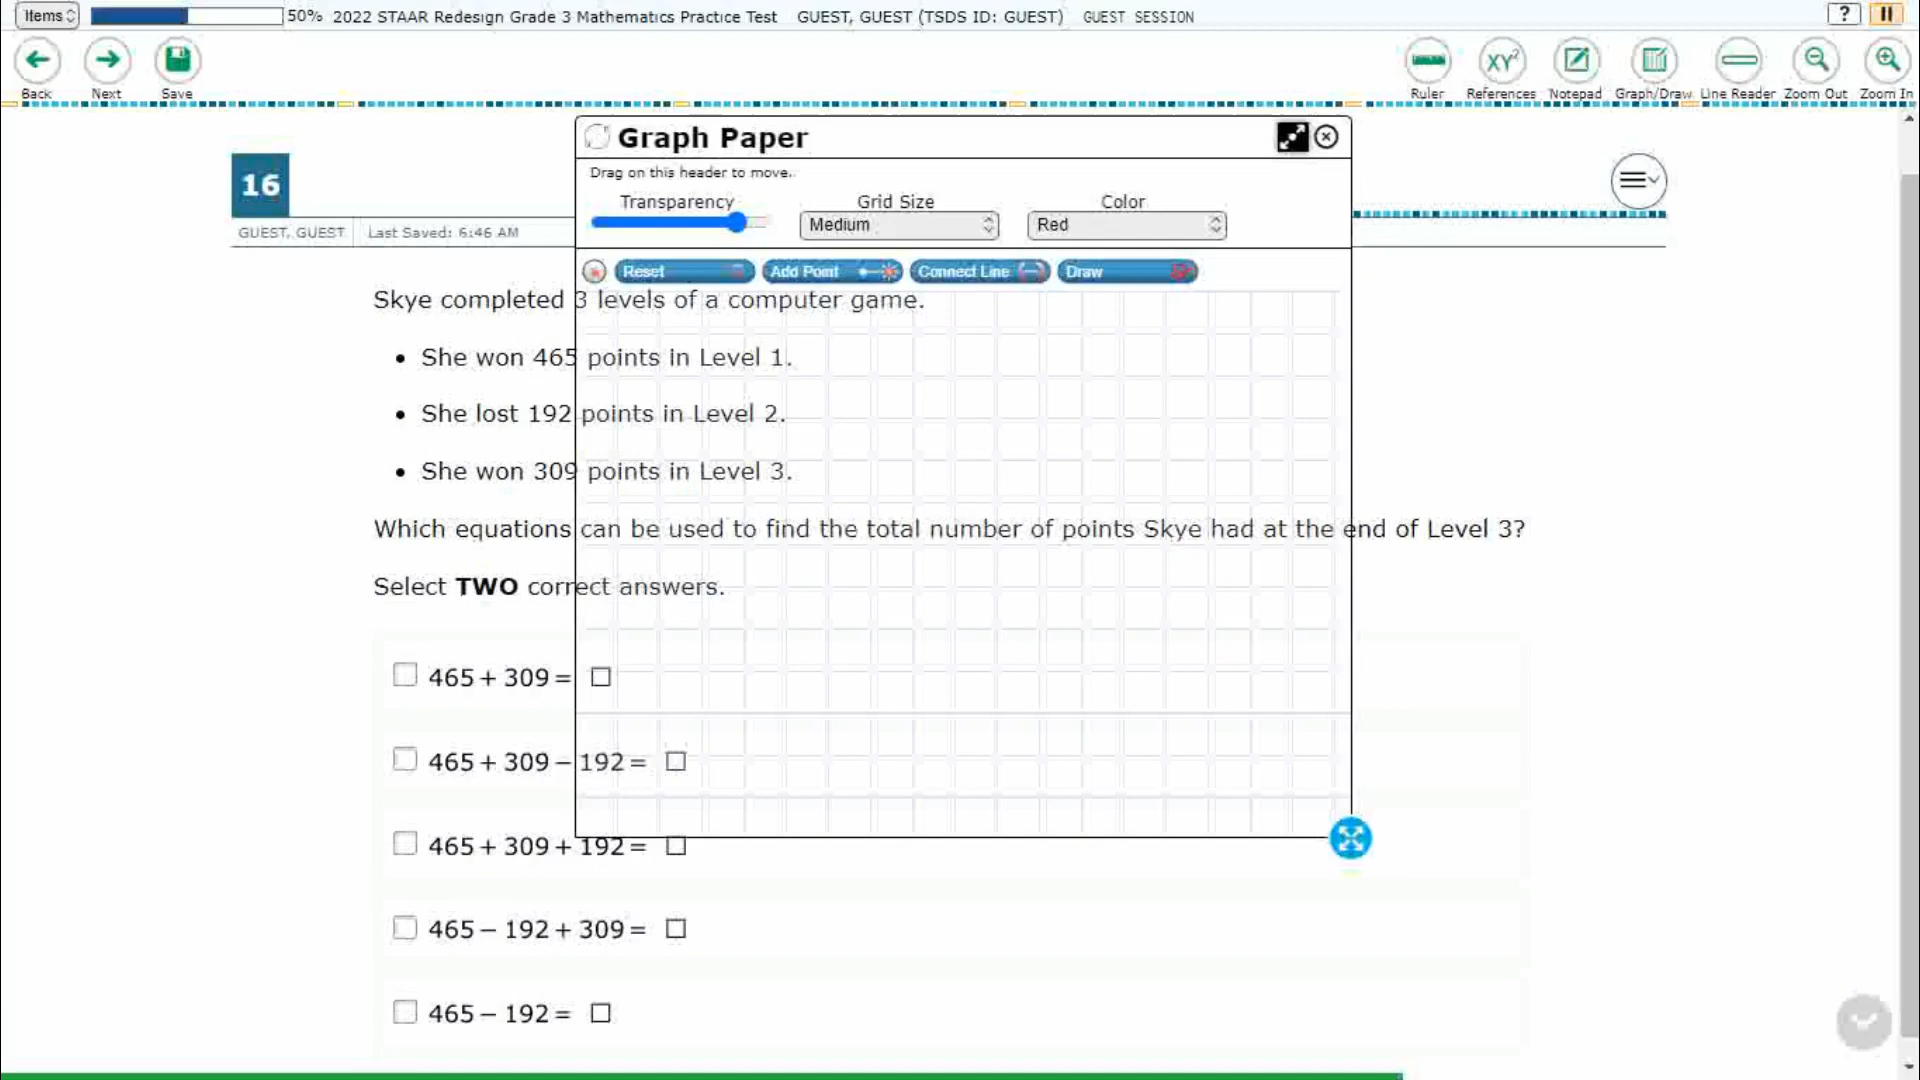 Items 50% 2022 STAAR Redesign Grade 3 Mathematics Practice Test GUEST, GUEST (TSDS ID: GUEST) GUEST SESSION ?
Back Next Save Ruler XY² References Notepad Graph/Draw Line Reader Zoom Out Zoom In
Graph Paper
Drag on this header to move.
Transparency Grid Size Color
Medium Red
Reset Add Point Connect Line Draw
16
GUEST, GUEST Last Saved: 6:46 AM
Skye completed 3 levels of a computer game.
• She won 465 points in Level 1.
• She lost 192 points in Level 2.
• She won 309 points in Level 3.
Which equations can be used to find the total number of points Skye had at the end of Level 3?
Select TWO correct answers.
465 + 309 = □
465 + 309 − 192 = □
465 + 309 + 192 = □
465 − 192 + 309 = □
465 − 192 = □